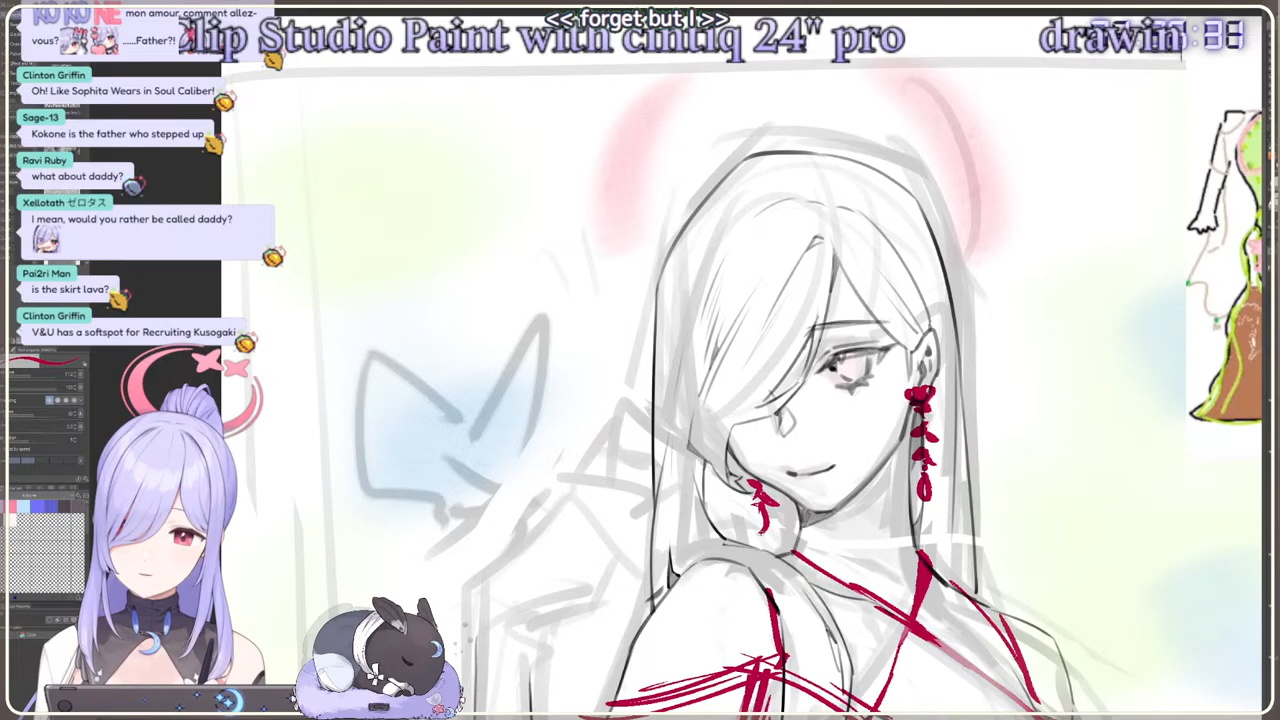 << forget but I >>
KOKONE mon amour, comment allez-
vous? ......Father?!
Clip Studio Paint with cintiq 24" pro drawin
Clinton Griffin
Oh! Like Sophita Wears in Soul Caliber!
Sage-13
Kokone is the father who stepped up
Ravi Ruby
what about daddy?
Xellotath ゼロタス
I mean, would you rather be called daddy?
Pai2ri Man
is the skirt lava?
Clinton Griffin
V&U has a softspot for Recruiting Kusogaki